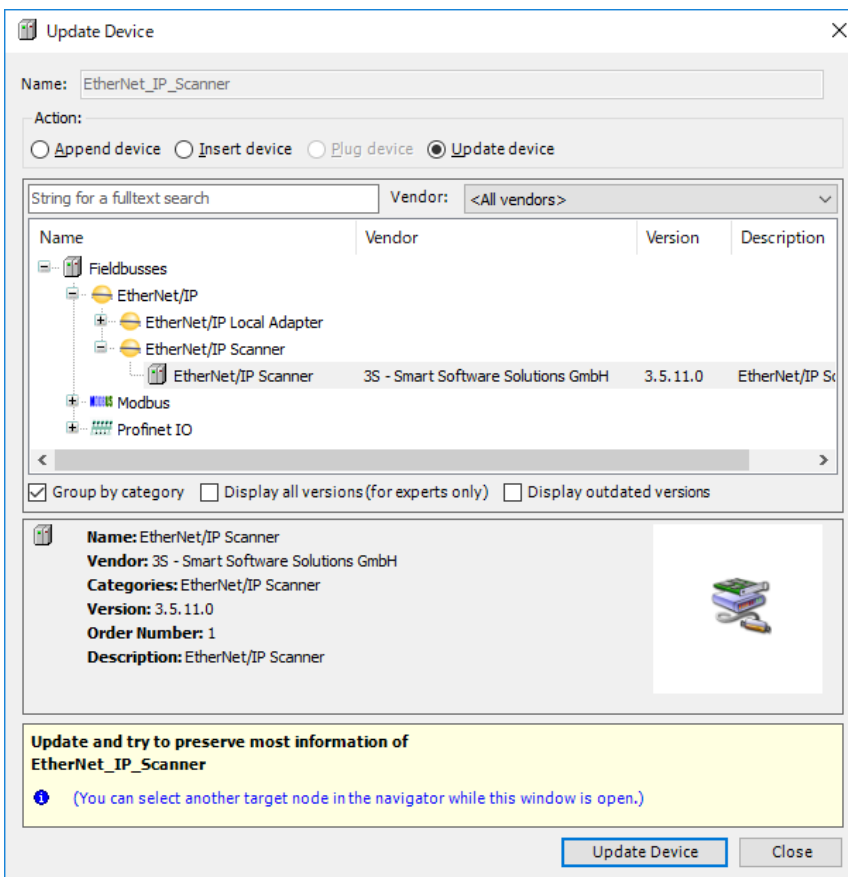 Update Device
Name: EtherNet_IP_Scanner
Action:
Append device Insert device Plug device Update device
String for a fulltext search Vendor: <All vendors>
Name Vendor Version Description
Fieldbusses
EtherNet/IP
EtherNet/IP Local Adapter
EtherNet/IP Scanner
EtherNet/IP Scanner 3S - Smart Software Solutions GmbH 3.5.11.0 EtherNet/IP Sc
Modbus
Profinet IO
Group by category Display all versions (for experts only) Display outdated versions
Name: EtherNet/IP Scanner
Vendor: 3S - Smart Software Solutions GmbH
Categories: EtherNet/IP Scanner
Version: 3.5.11.0
Order Number: 1
Description: EtherNet/IP Scanner
Update and try to preserve most information of
EtherNet_IP_Scanner
(You can select another target node in the navigator while this window is open.)
Update Device Close